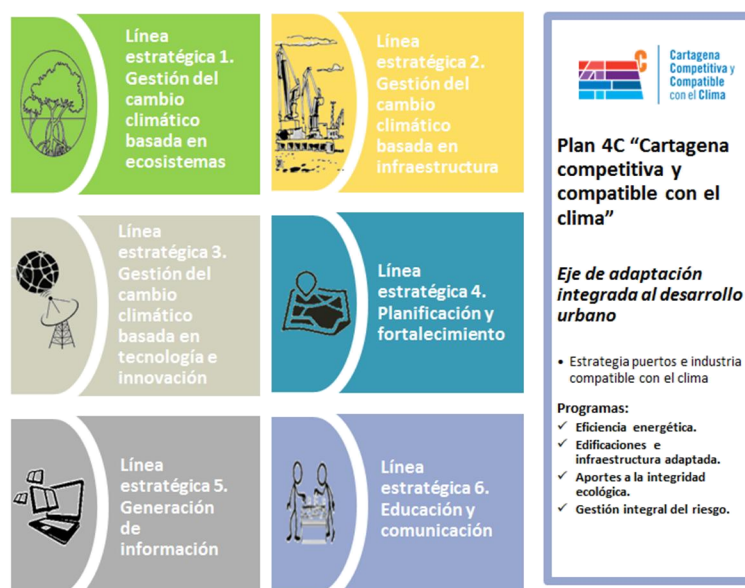 Línea
estratégica 1.
Gestión del
cambio
climático
basada en
ecosistemas
Línea
estratégica 2.
Gestión del
cambio
climático
basada en
infraestructura
Línea
estratégica 3.
Gestión del
cambio
climático
basada en
tecnología e
innovación
Línea
estratégica 4.
Planificación y
fortalecimiento
Línea
estratégica 5.
Generación
de
información
Línea
estratégica 6.
Educación y
comunicación
C
Cartagena
Competitiva y
Compatible
con el Clima
Plan 4C “Cartagena
competitiva y
compatible con el
clima”
Eje de adaptación
integrada al desarrollo
urbano
• Estrategia puertos e industria
compatible con el clima
Programas:
✓ Eficiencia energética.
✓ Edificaciones e
infraestructura adaptada.
✓ Aportes a la integridad
ecológica.
✓ Gestión integral del riesgo.